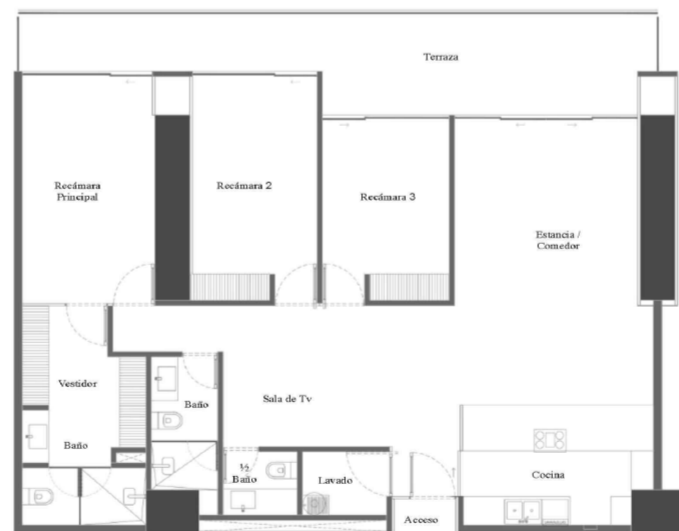 Terraza
Recámara
Principal
Recámara 2
Recámara 3
Estancia /
Comedor
Vestidor
Baño
Sala de Tv
Baño
½
Baño
Lavado
Cocina
Acceso